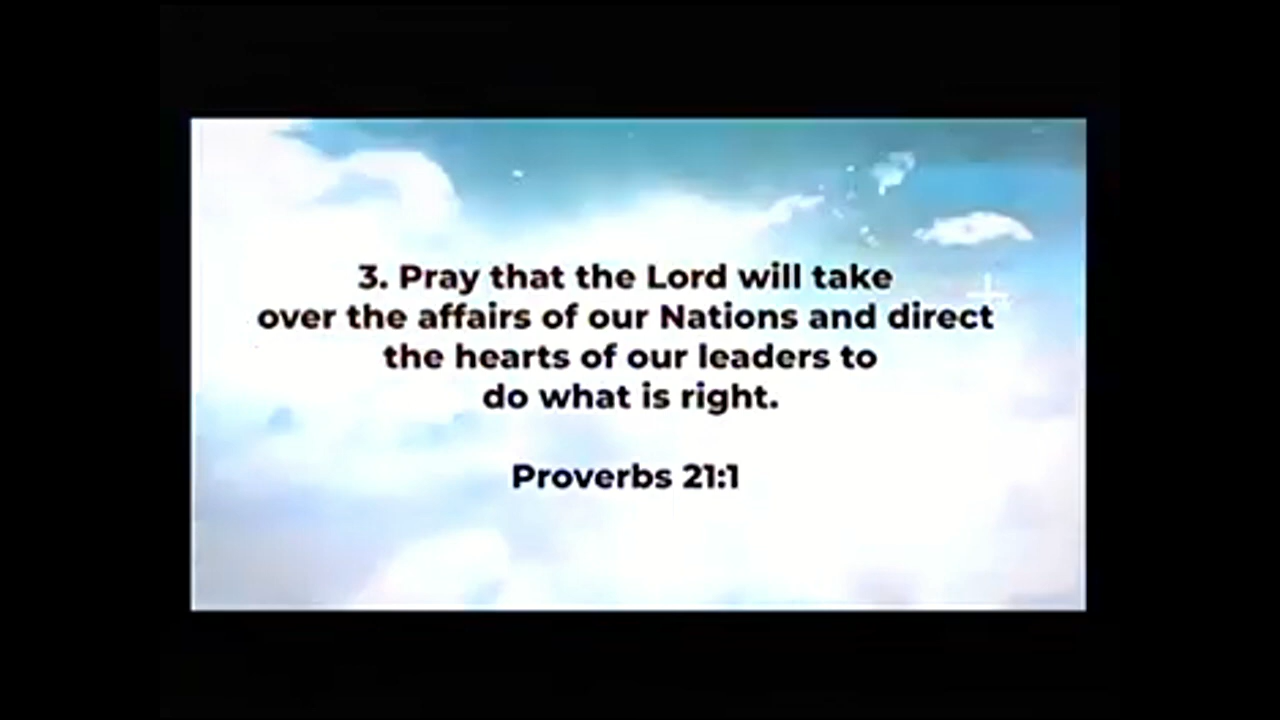 3. Pray that the Lord will take
over the affairs of our Nations and direct
the hearts of our leaders to
do what is right.
Proverbs 21:1